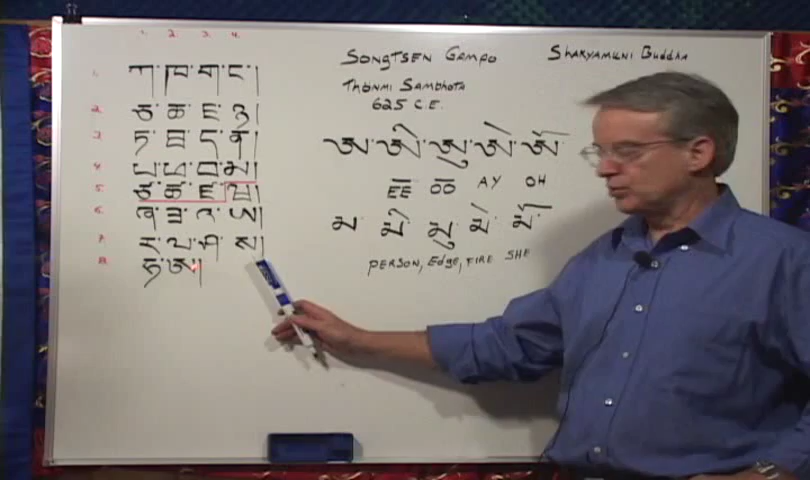 1. 2. 3. 4.
1. ཀ་ཁ་ག་ང་།
2. ཅ་ཆ་ཇ་ཉ།
3. ཏ་ཐ་ད་ན།
4. པ་ཕ་བ་མ།
5. ཙ་ཚ་ཛ་ཝ།
6. ཞ་ཟ་འ་ཡ།
7. ར་ལ་ཤ་ས།
8. ཧ་ཨ་།
SONGTSEN GAMPO SHAKYAMUNI BUDDHA
THÖNMI SAMBHOTA
625 C.E.
ཨ་ཨི་ཨུ་ཨེ་ཨོ
EE OO AY OH
མ་ མི་ མུ་ མེ་ མོ
PERSON, EdgE, FIRE SHE